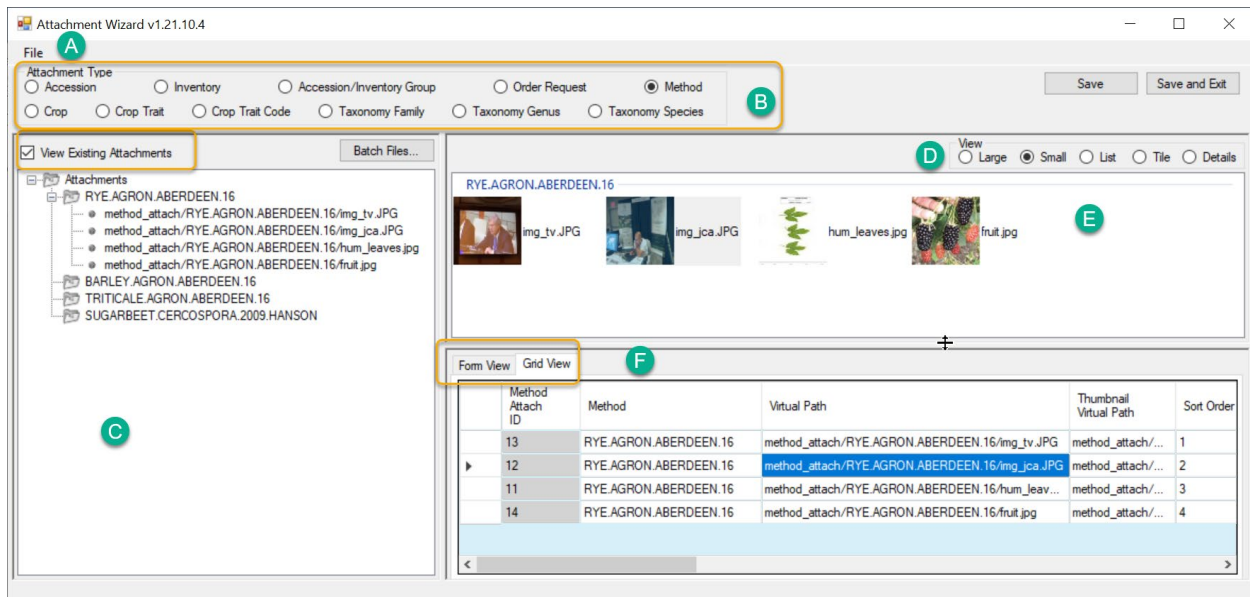 Attachment Wizard v1.21.10.4
File
A
Attachment Type
Accession Inventory Accession/Inventory Group Order Request Method
Crop Crop Trait Crop Trait Code Taxonomy Family Taxonomy Genus Taxonomy Species
B
Save Save and Exit
View Existing Attachments Batch Files...
Attachments
RYE.AGRON.ABERDEEN.16
method_attach/RYE.AGRON.ABERDEEN.16/img_tv.JPG
method_attach/RYE.AGRON.ABERDEEN.16/img_jca.JPG
method_attach/RYE.AGRON.ABERDEEN.16/hum_leaves.jpg
method_attach/RYE.AGRON.ABERDEEN.16/fruit.jpg
BARLEY.AGRON.ABERDEEN.16
TRITICALE.AGRON.ABERDEEN.16
SUGARBEET.CERCOSPORA.2009.HANSON
C
D
View
Large Small List Tile Details
RYE.AGRON.ABERDEEN.16
img_tv.JPG img_jca.JPG hum_leaves.jpg fruit.jpg
E
Form View Grid View
F
Method Attach ID Method Virtual Path Thumbnail Virtual Path Sort Order
13 RYE.AGRON.ABERDEEN.16 method_attach/RYE.AGRON.ABERDEEN.16/img_tv.JPG method_attach/... 1
12 RYE.AGRON.ABERDEEN.16 method_attach/RYE.AGRON.ABERDEEN.16/img_jca.JPG method_attach/... 2
11 RYE.AGRON.ABERDEEN.16 method_attach/RYE.AGRON.ABERDEEN.16/hum_leav... method_attach/... 3
14 RYE.AGRON.ABERDEEN.16 method_attach/RYE.AGRON.ABERDEEN.16/fruit.jpg method_attach/... 4